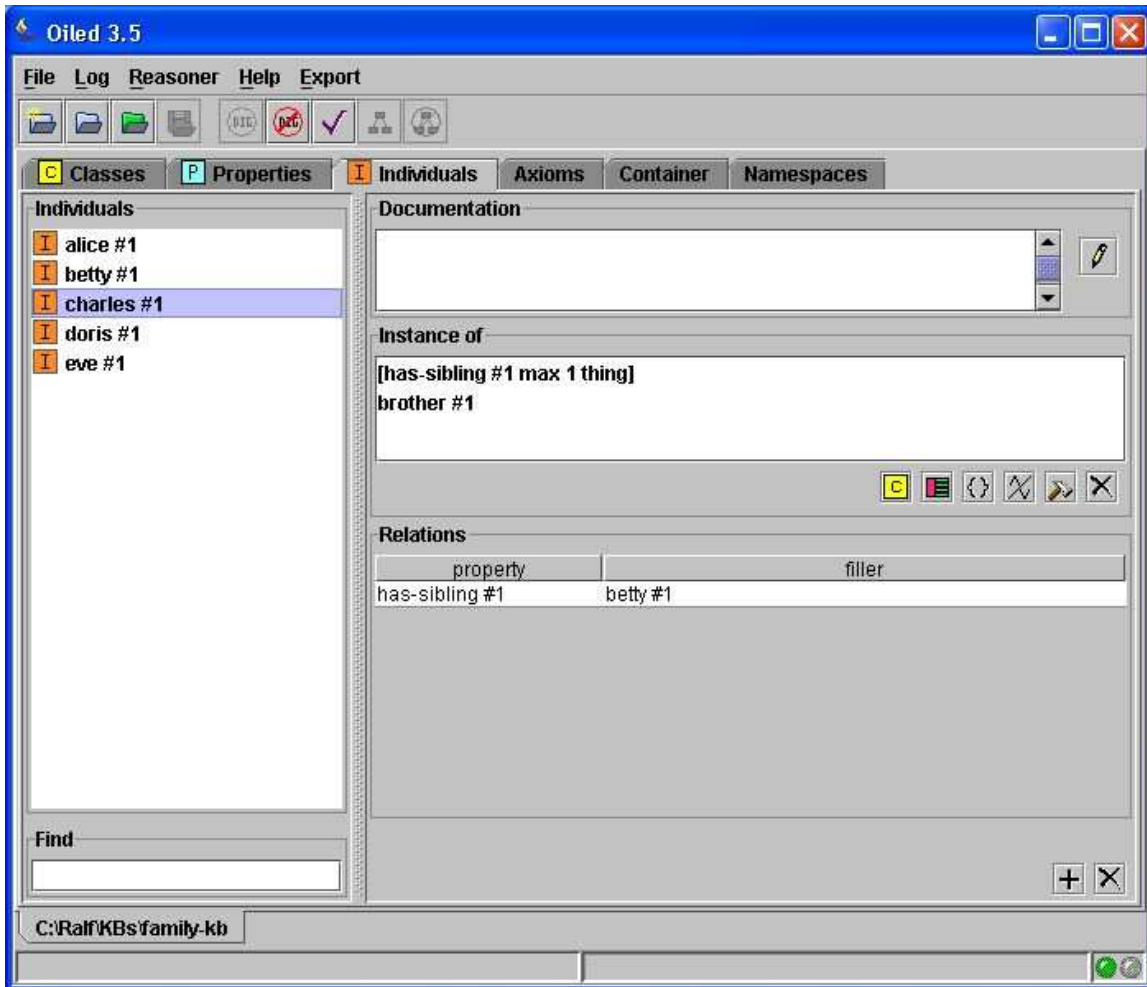 Oiled 3.5
File Log Reasoner Help Export
DIG DIG
C Classes P Properties I Individuals Axioms Container Namespaces
Individuals
I alice #1
I betty #1
I charles #1
I doris #1
I eve #1
Documentation
Instance of
[has-sibling #1 max 1 thing]
brother #1
C {}
Relations
property filler
has-sibling #1 betty #1
Find
C:\Ralf\KBs\family-kb